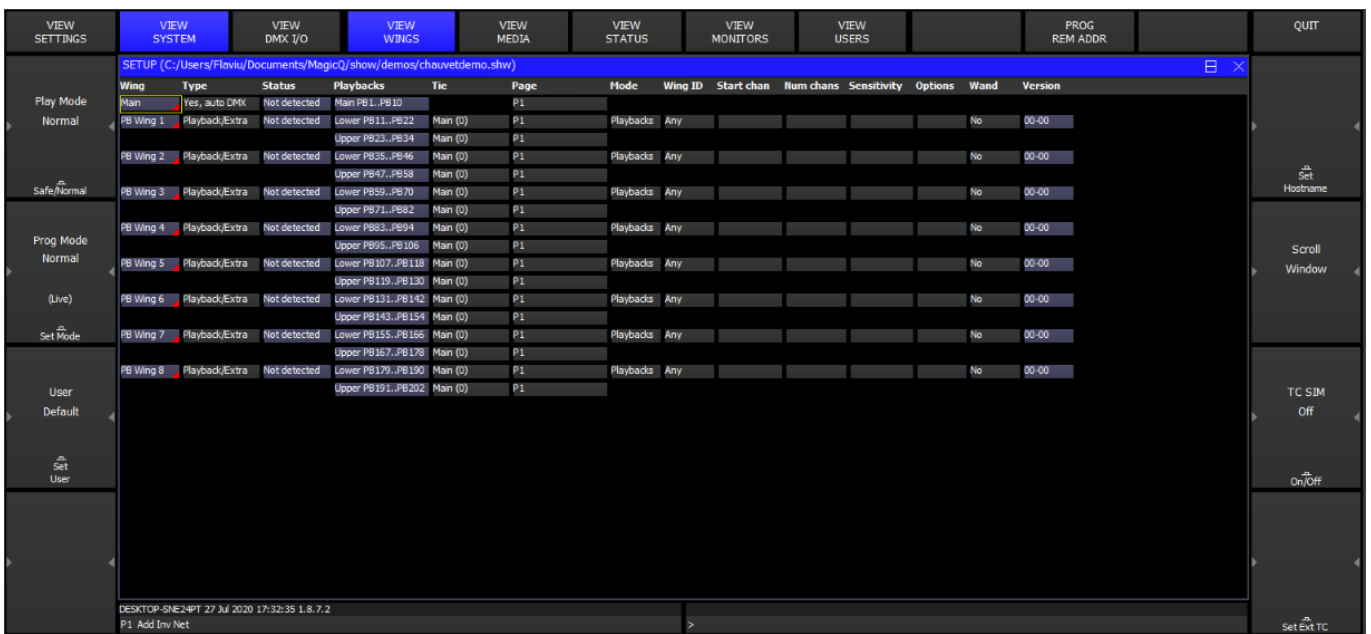 VIEW SETTINGS
VIEW SYSTEM
VIEW DMX I/O
VIEW WINGS
VIEW MEDIA
VIEW STATUS
VIEW MONITORS
VIEW USERS
PROG REM ADDR
QUIT
SETUP (C:/Users/Flaviu/Documents/MagicQ/show/demos/chauvetdemo.shw)
Wing Type Status Playbacks Tie Page Mode Wing ID Start chan Num chans Sensitivity Options Wand Version
Main Yes, auto DMX Not detected Main PB1..PB10 P1
PB Wing 1 Playback/Extra Not detected Lower PB11..PB22 Main (0) P1 Playbacks Any No 00-00
Upper PB23..PB34 Main (0) P1
PB Wing 2 Playback/Extra Not detected Lower PB35..PB46 Main (0) P1 Playbacks Any No 00-00
Upper PB47..PB58 Main (0) P1
PB Wing 3 Playback/Extra Not detected Lower PB59..PB70 Main (0) P1 Playbacks Any No 00-00
Upper PB71..PB82 Main (0) P1
PB Wing 4 Playback/Extra Not detected Lower PB83..PB94 Main (0) P1 Playbacks Any No 00-00
Upper PB95..PB106 Main (0) P1
PB Wing 5 Playback/Extra Not detected Lower PB107..PB118 Main (0) P1 Playbacks Any No 00-00
Upper PB119..PB130 Main (0) P1
PB Wing 6 Playback/Extra Not detected Lower PB131..PB142 Main (0) P1 Playbacks Any No 00-00
Upper PB143..PB154 Main (0) P1
PB Wing 7 Playback/Extra Not detected Lower PB155..PB166 Main (0) P1 Playbacks Any No 00-00
Upper PB167..PB178 Main (0) P1
PB Wing 8 Playback/Extra Not detected Lower PB179..PB190 Main (0) P1 Playbacks Any No 00-00
Upper PB191..PB202 Main (0) P1
Play Mode
Normal
Safe/Normal
Prog Mode
Normal
(Live)
Set Mode
User
Default
Set
User
Set
Hostname
Scroll
Window
TC SIM
Off
On/Off
Set Ext TC
DESKTOP-SNE24PT 27 Jul 2020 17:32:35 1.8.7.2
P1 Add Inv Net
>